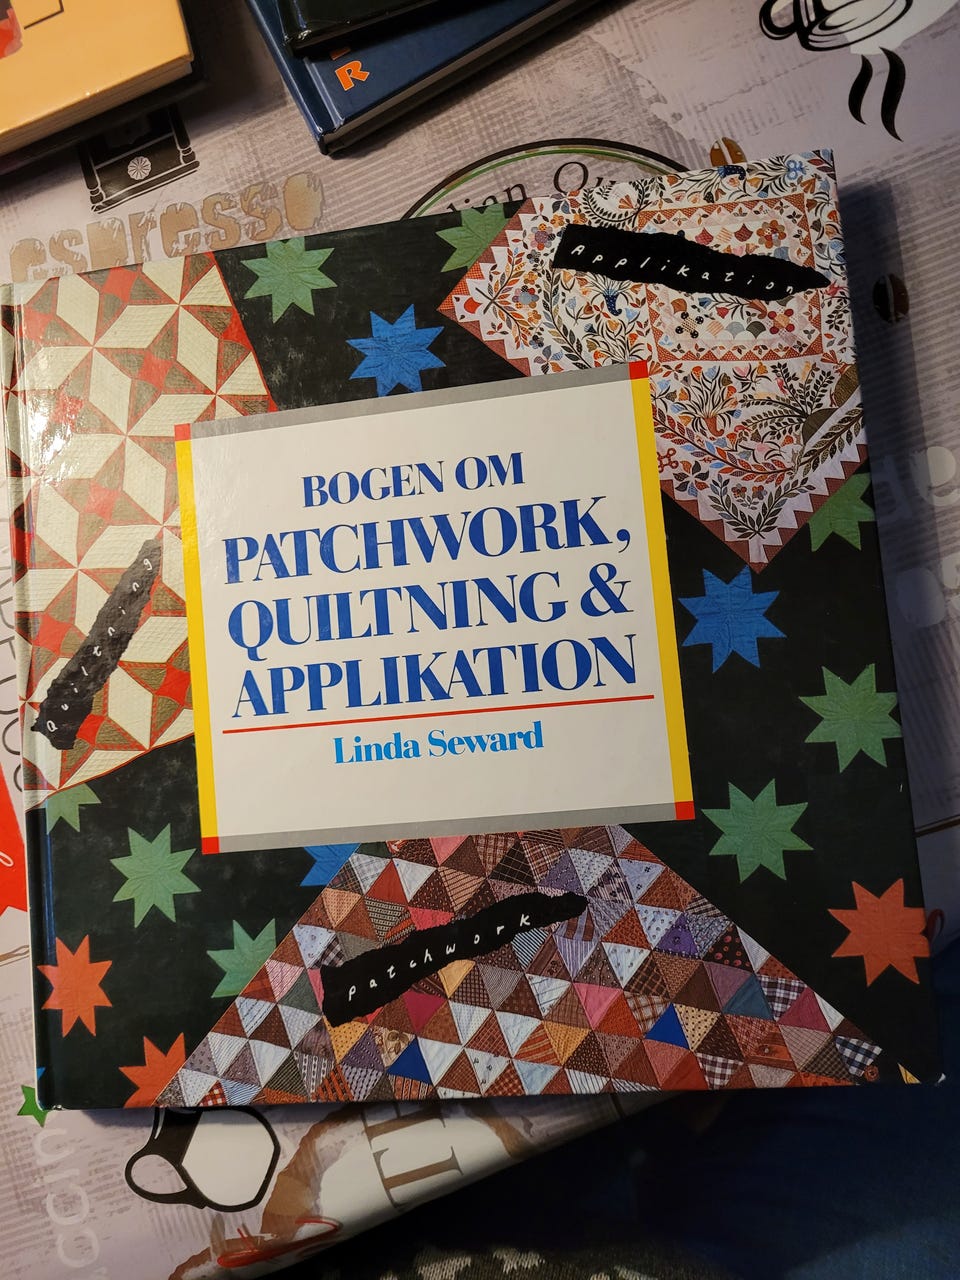 R
espresso
Applikation
BOGEN OM
PATCHWORK,
QUILTNING &
APPLIKATION
Linda Seward
Quiltning
Patchwork